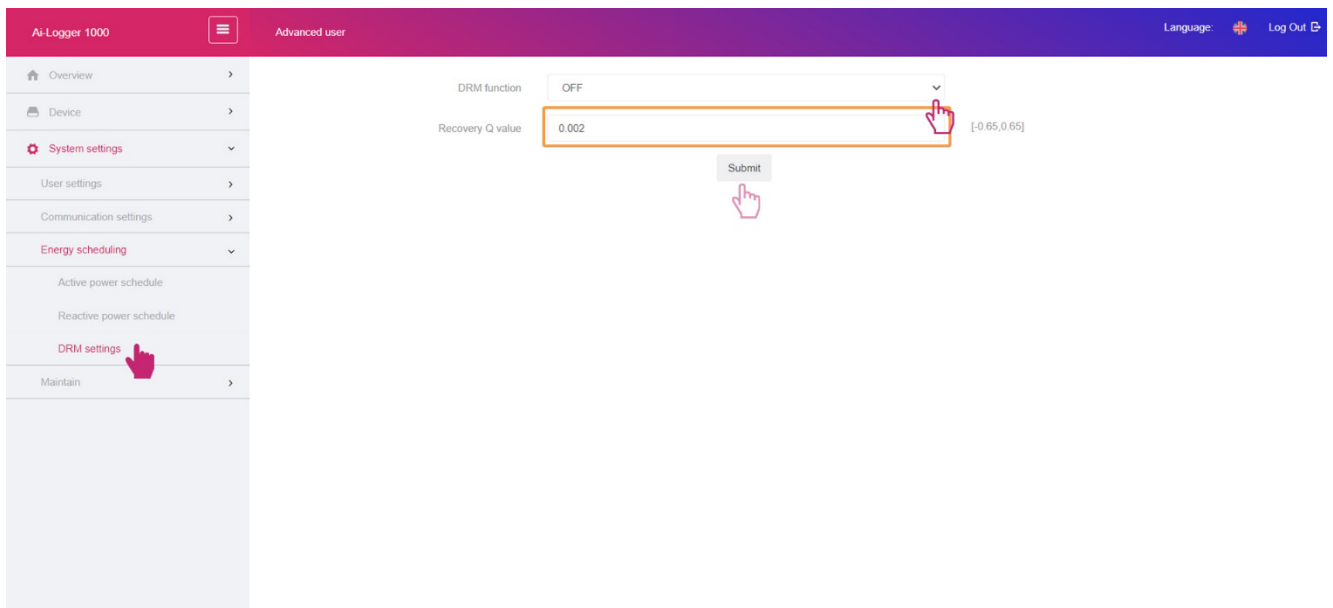 Ai-Logger 1000
Advanced user
Language:
Log Out
Overview
Device
System settings
User settings
Communication settings
Energy scheduling
Active power schedule
Reactive power schedule
DRM settings
Maintain
DRM function
OFF
Recovery Q value
0.002
[-0.65,0.65]
Submit